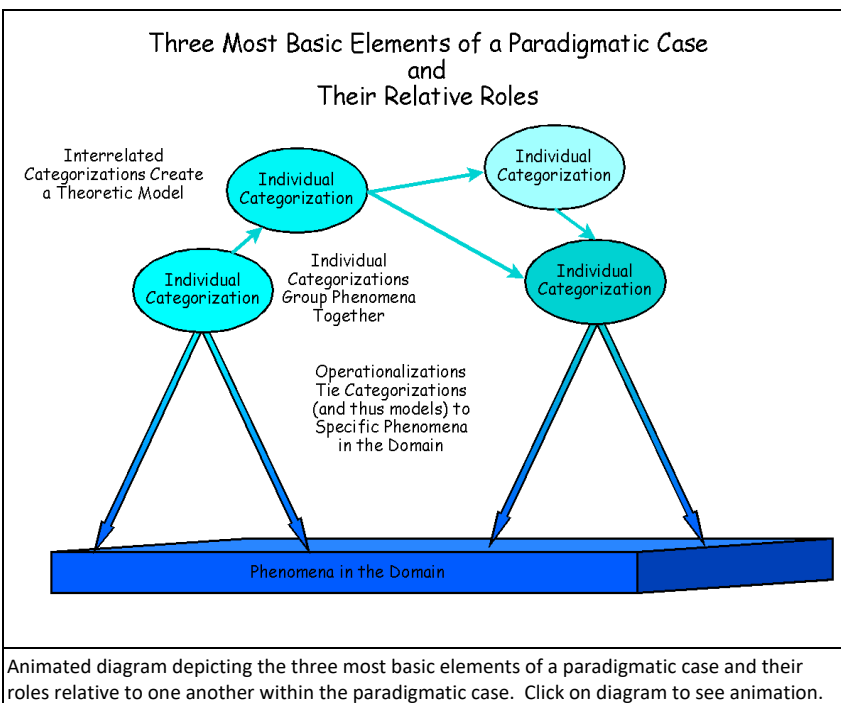 Three Most Basic Elements of a Paradigmatic Case
and
Their Relative Roles
Interrelated
Categorizations Create
a Theoretic Model
Individual
Categorization
Individual
Categorization
Individual
Categorization
Individual
Categorizations
Group Phenomena
Together
Individual
Categorization
Operationalizations
Tie Categorizations
(and thus models) to
Specific Phenomena
in the Domain
Phenomena in the Domain
Animated diagram depicting the three most basic elements of a paradigmatic case and their
roles relative to one another within the paradigmatic case.  Click on diagram to see animation.